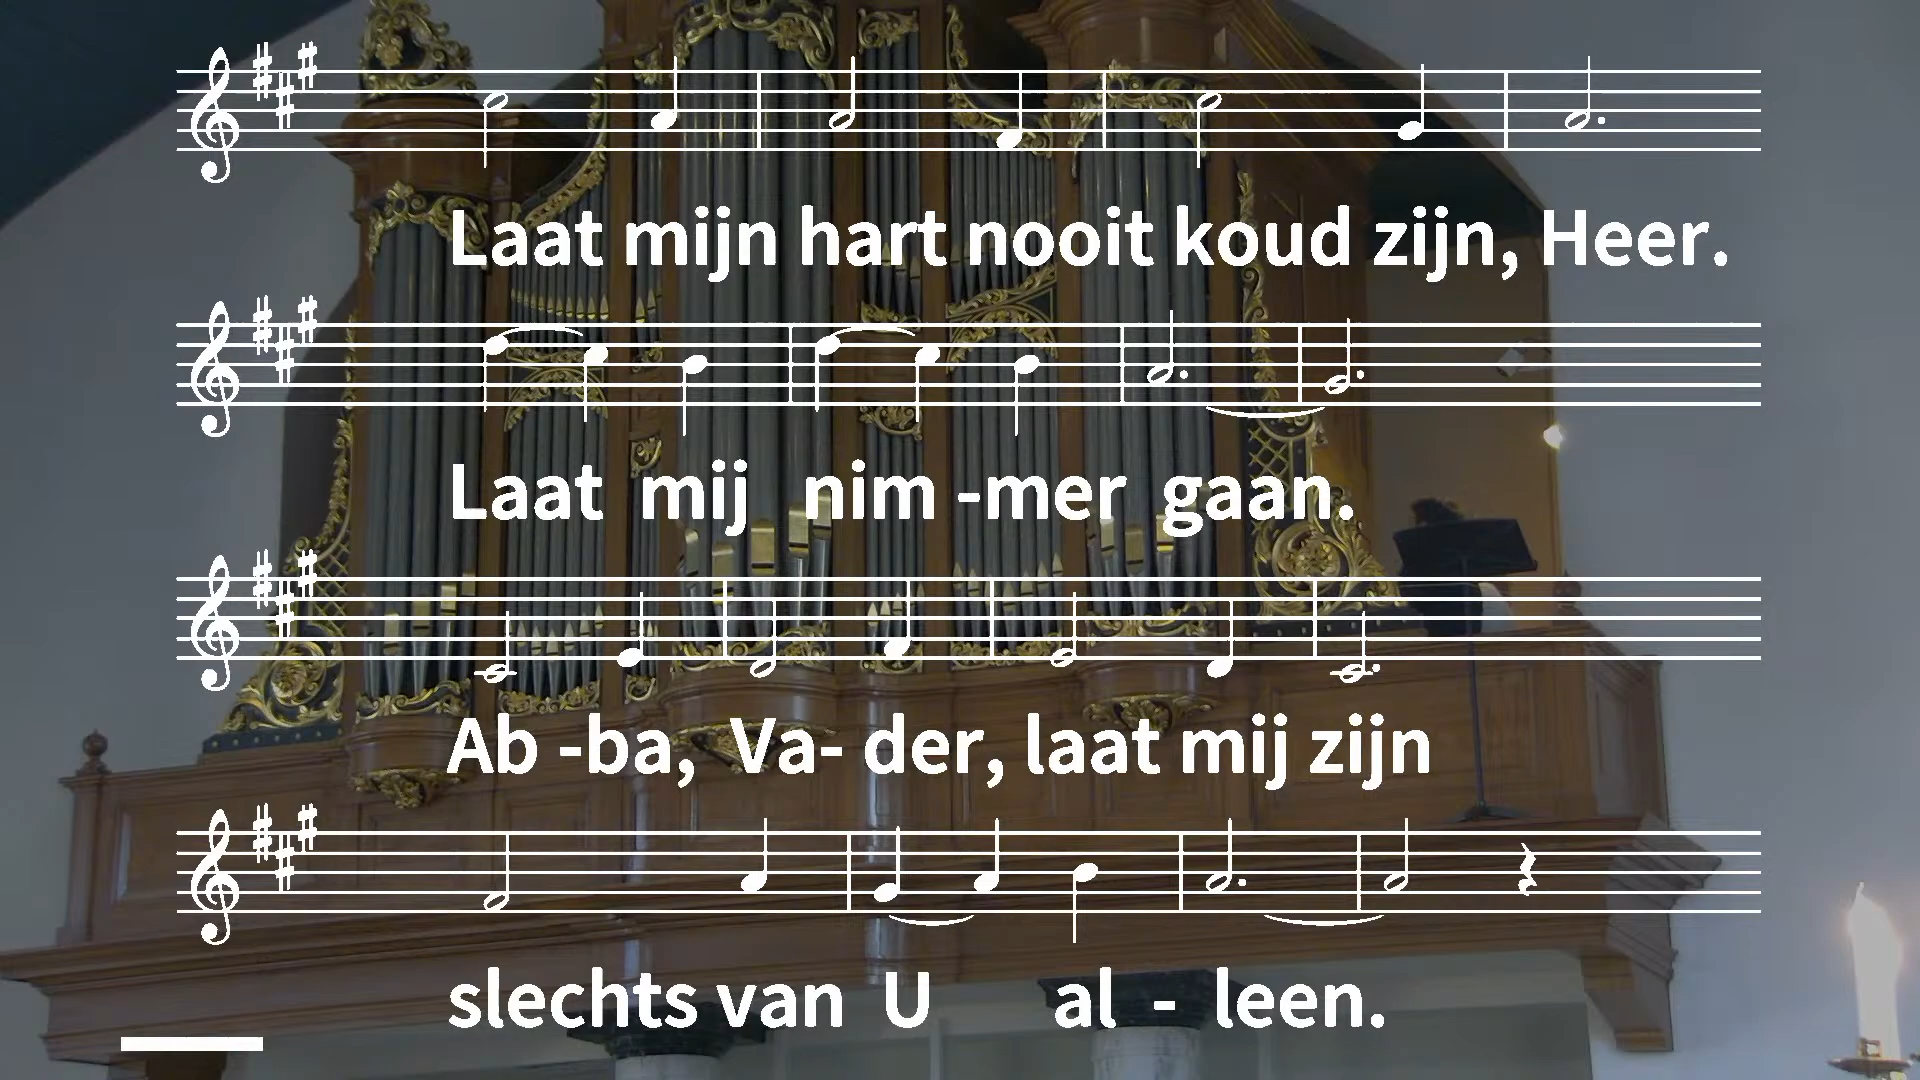 Laat mijn hart nooit koud zijn, Heer.
Laat mij nim -mer gaan.
Ab -ba, Va- der, laat mij zijn
slechts van U al - leen.